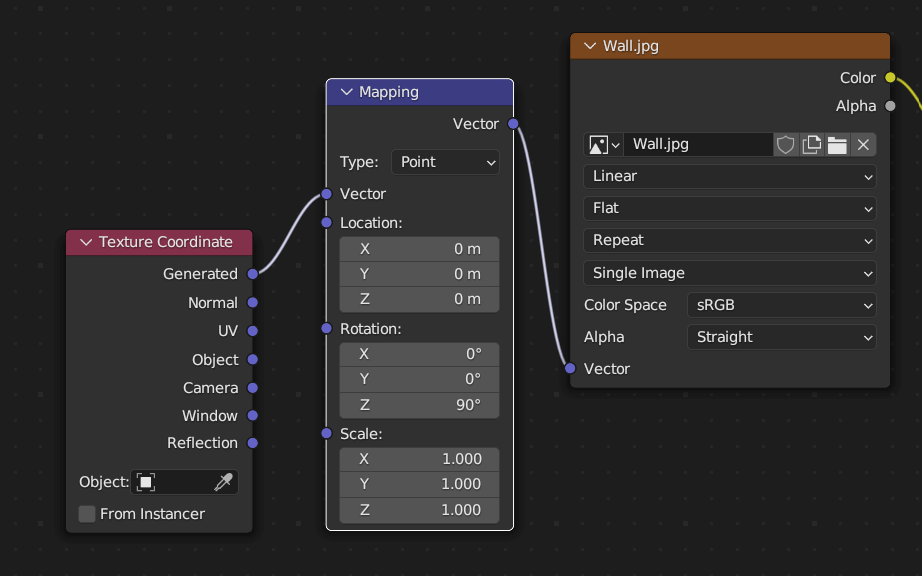 Texture Coordinate
Generated
Normal
UV
Object
Camera
Window
Reflection
Object:
From Instancer
Mapping
Vector
Type: Point
Vector
Location:
X 0 m
Y 0 m
Z 0 m
Rotation:
X 0°
Y 0°
Z 90°
Scale:
X 1.000
Y 1.000
Z 1.000
Wall.jpg
Color
Alpha
Wall.jpg
Linear
Flat
Repeat
Single Image
Color Space sRGB
Alpha Straight
Vector